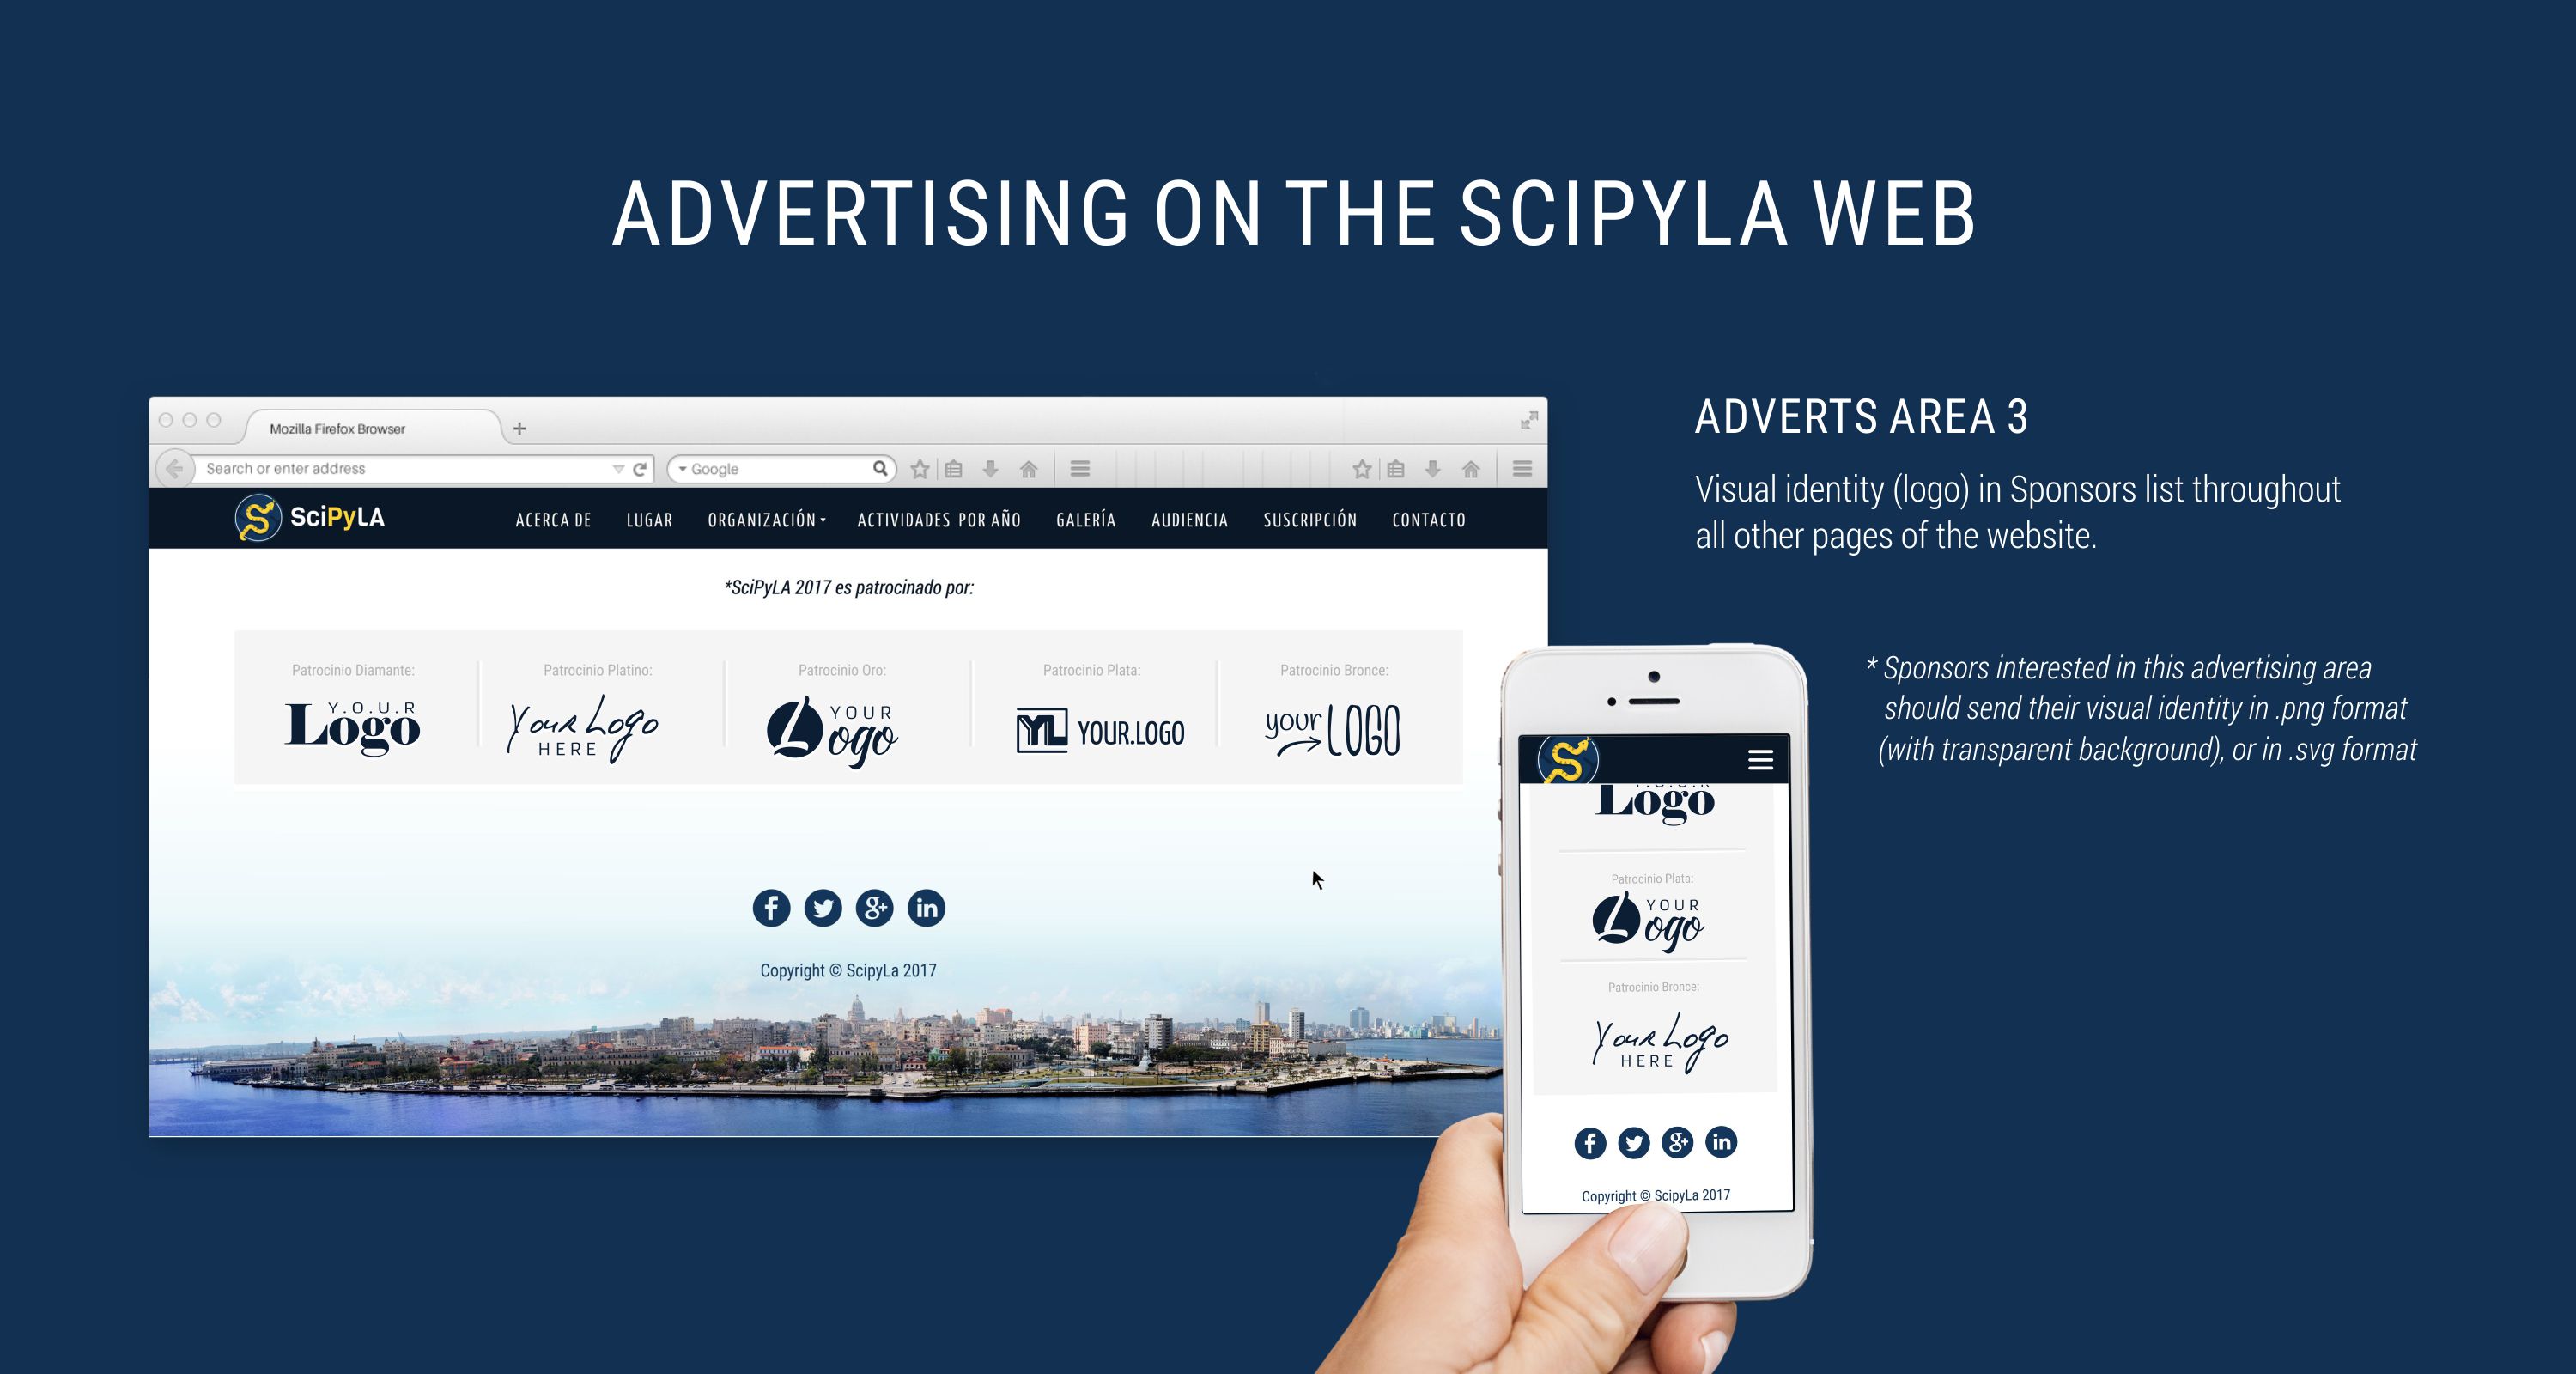 ADVERTISING ON THE SCIPYLA WEB
Mozilla Firefox Browser
Search or enter address
Google
SciPyLA
ACERCA DE LUGAR ORGANIZACIÓN ACTIVIDADES POR AÑO GALERÍA AUDIENCIA SUSCRIPCIÓN CONTACTO
*SciPyLA 2017 es patrocinado por:
Patrocinio Diamante: Patrocinio Platino: Patrocinio Oro: Patrocinio Plata: Patrocinio Bronce:
Y.O.U.R
Logo
Your Logo
HERE
YOUR
Logo
YL YOUR.LOGO
your LOGO
f g+ in
Copyright © ScipyLa 2017
ADVERTS AREA 3
Visual identity (logo) in Sponsors list throughout
all other pages of the website.
* Sponsors interested in this advertising area
should send their visual identity in .png format
(with transparent background), or in .svg format
Logo
Patrocinio Plata:
YOUR
Logo
Patrocinio Bronce:
Your Logo
HERE
f g+ in
Copyright © ScipyLa 2017